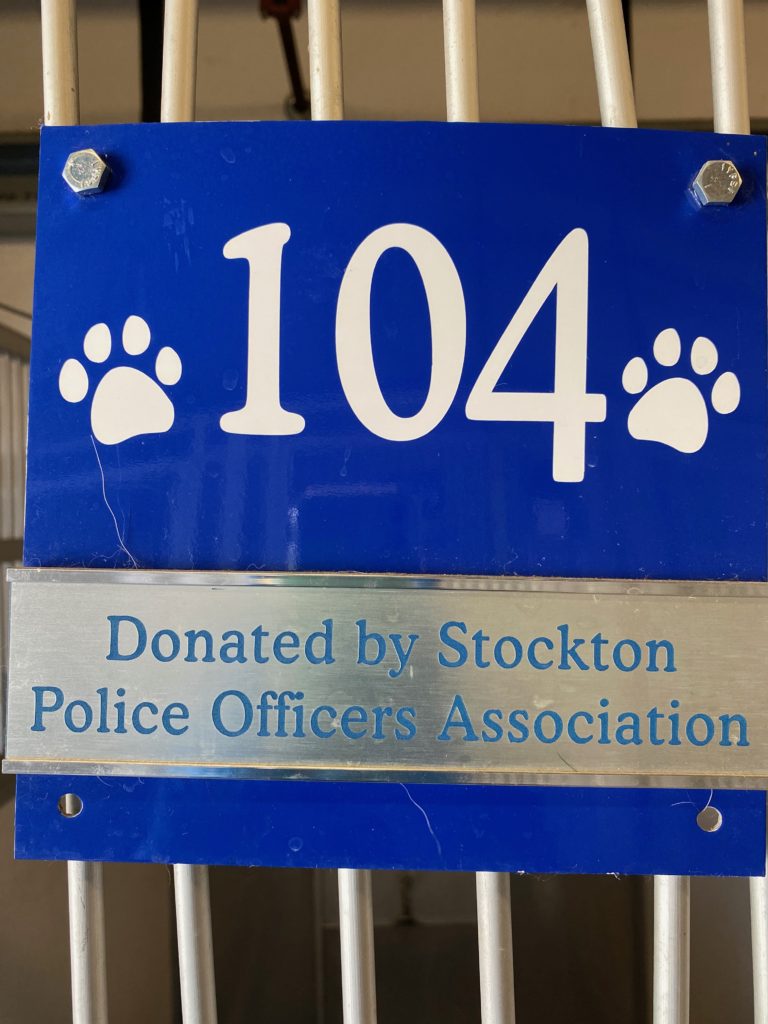 104
Donated by Stockton
Police Officers Association